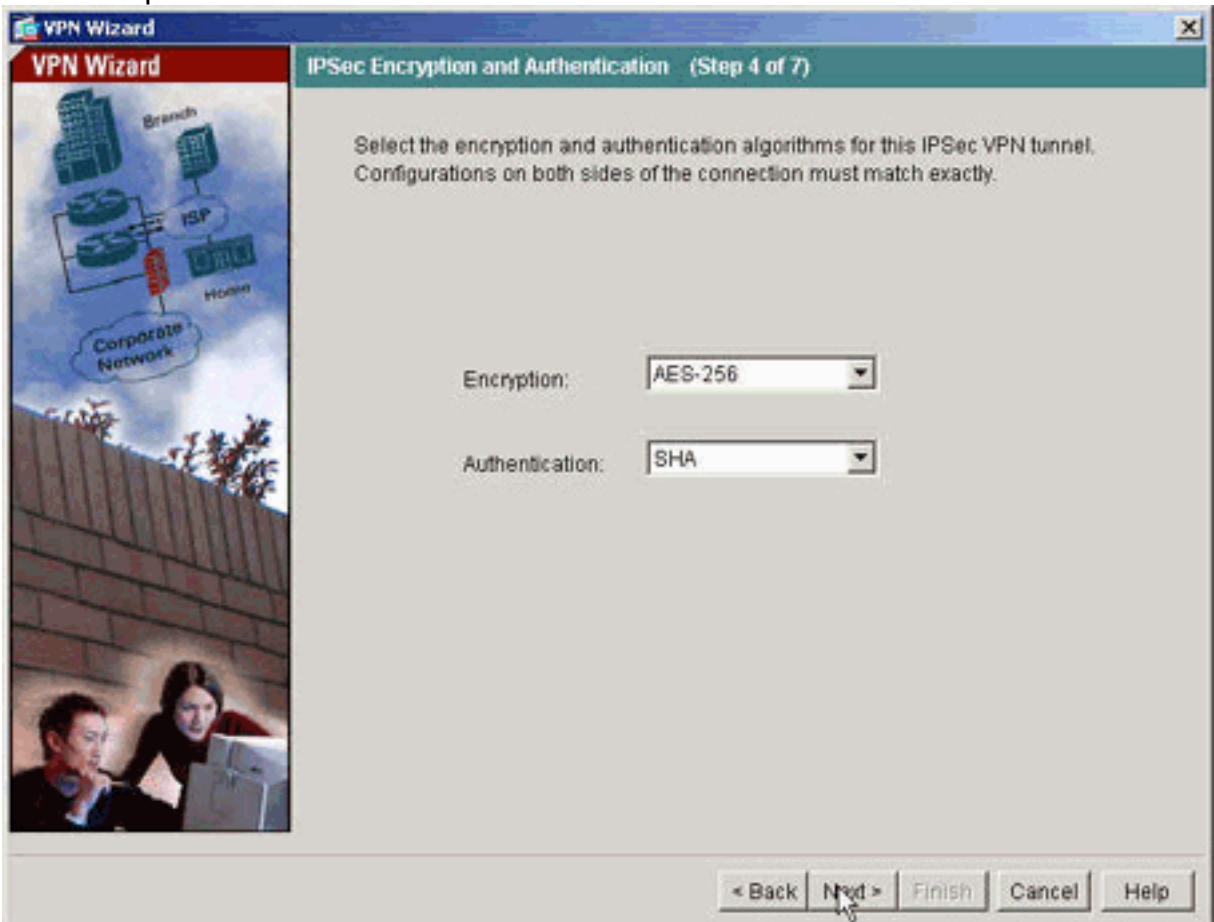 VPN Wizard
VPN Wizard
IPSec Encryption and Authentication (Step 4 of 7)
Branch
ISP
Home
Corporate
Network
Select the encryption and authentication algorithms for this IPSec VPN tunnel.
Configurations on both sides of the connection must match exactly.
Encryption: AES-256
Authentication: SHA
< Back Next > Finish Cancel Help